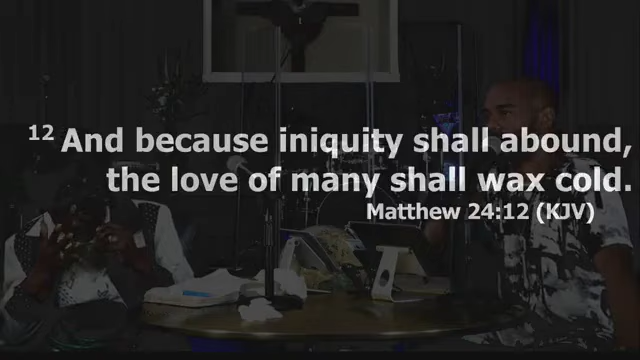 12 And because iniquity shall abound,
the love of many shall wax cold.
Matthew 24:12 (KJV)